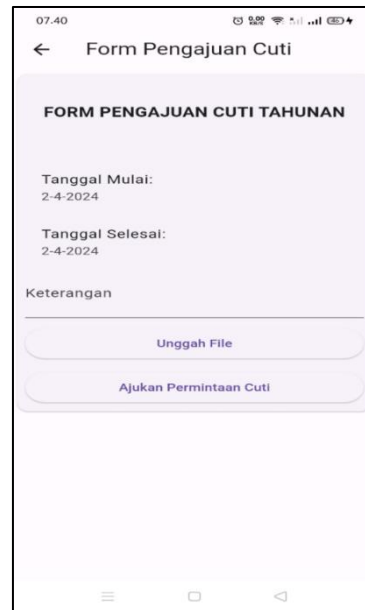 07.40
Form Pengajuan Cuti
FORM PENGAJUAN CUTI TAHUNAN
Tanggal Mulai:
2-4-2024
Tanggal Selesai:
2-4-2024
Keterangan
Unggah File
Ajukan Permintaan Cuti